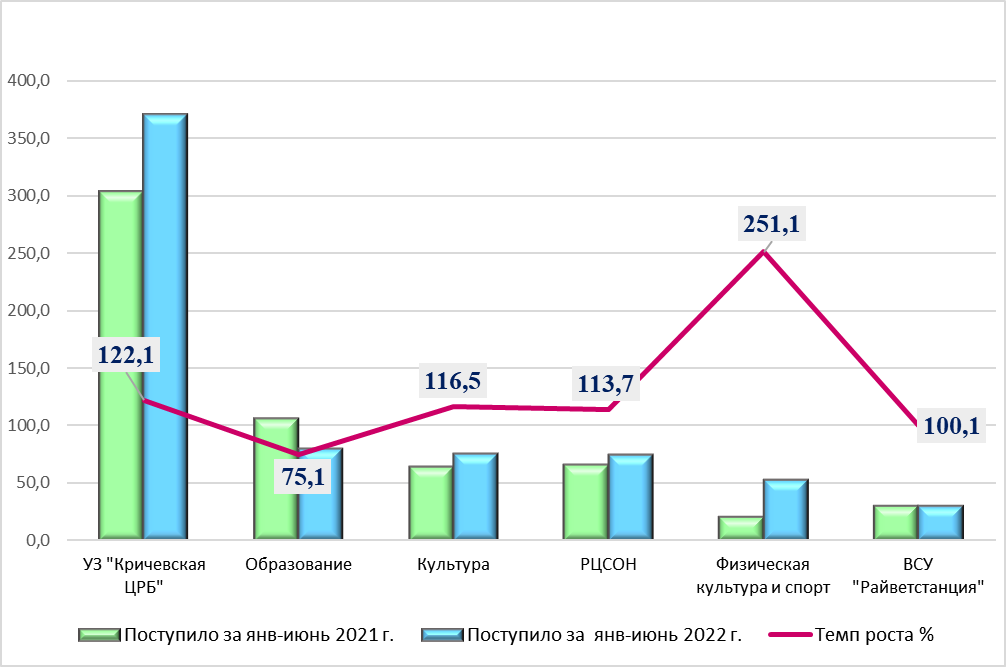 400,0
350,0
300,0
250,0
200,0
150,0
100,0
50,0
0,0
122,1
75,1
116,5
113,7
251,1
100,1
УЗ "Кричевская
ЦРБ"
Образование
Культура
РЦСОН
Физическая
культура и спорт
ВСУ
"Райветстанция"
Поступило за янв-июнь 2021 г.
Поступило за  янв-июнь 2022 г.
Темп роста %